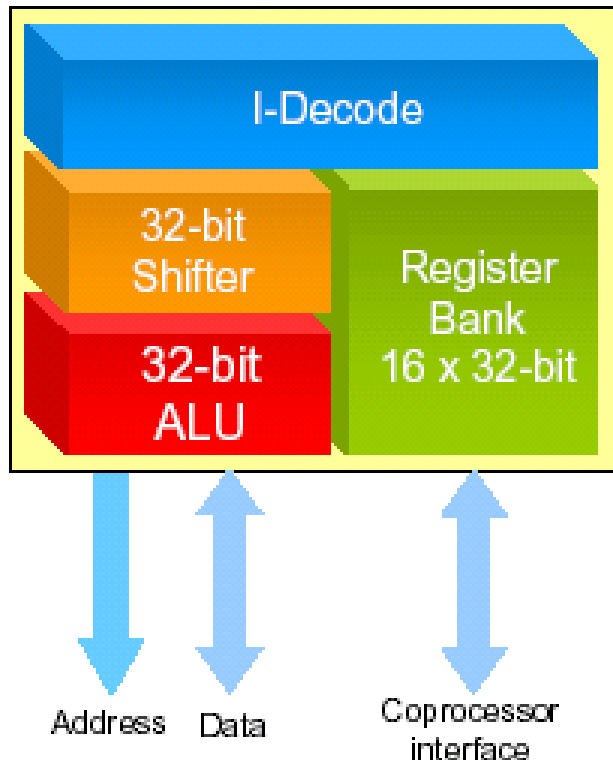 I-Decode
32-bit
Shifter
Register
Bank
16 x 32-bit
32-bit
ALU
Address
Data
Coprocessor
interface